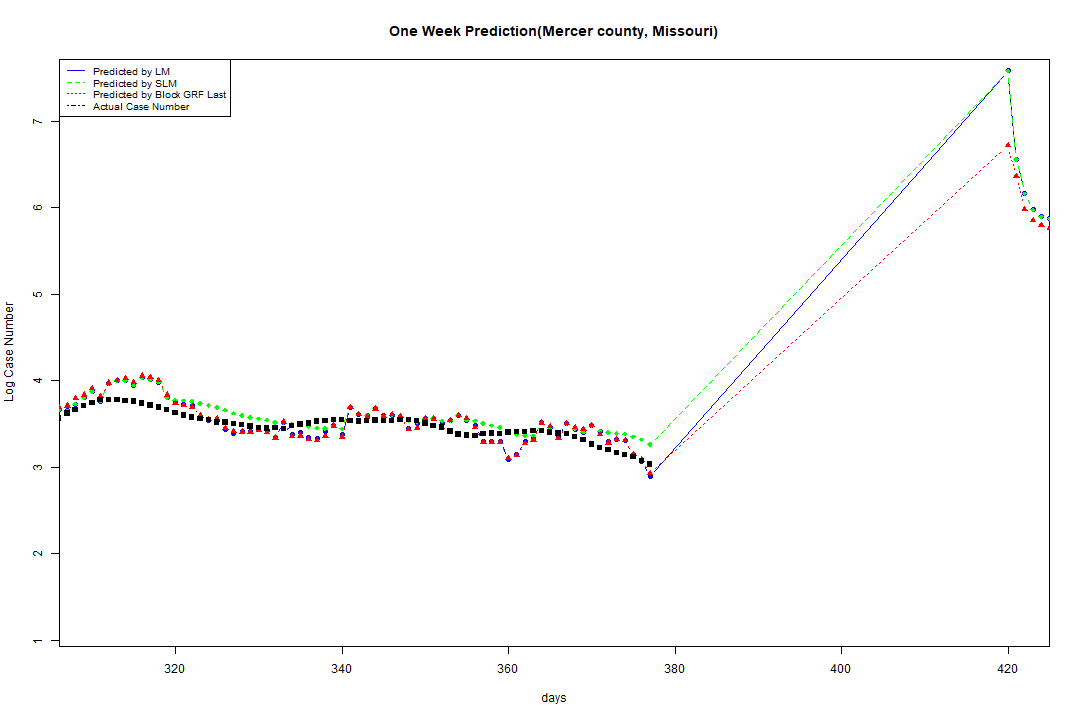 One Week Prediction(Mercer county, Missouri)
Predicted by LM
Predicted by SLM
Predicted by Block GRF Last
Actual Case Number
7
6
5
4
3
2
1
Log Case Number
320 340 360 380 400 420
days